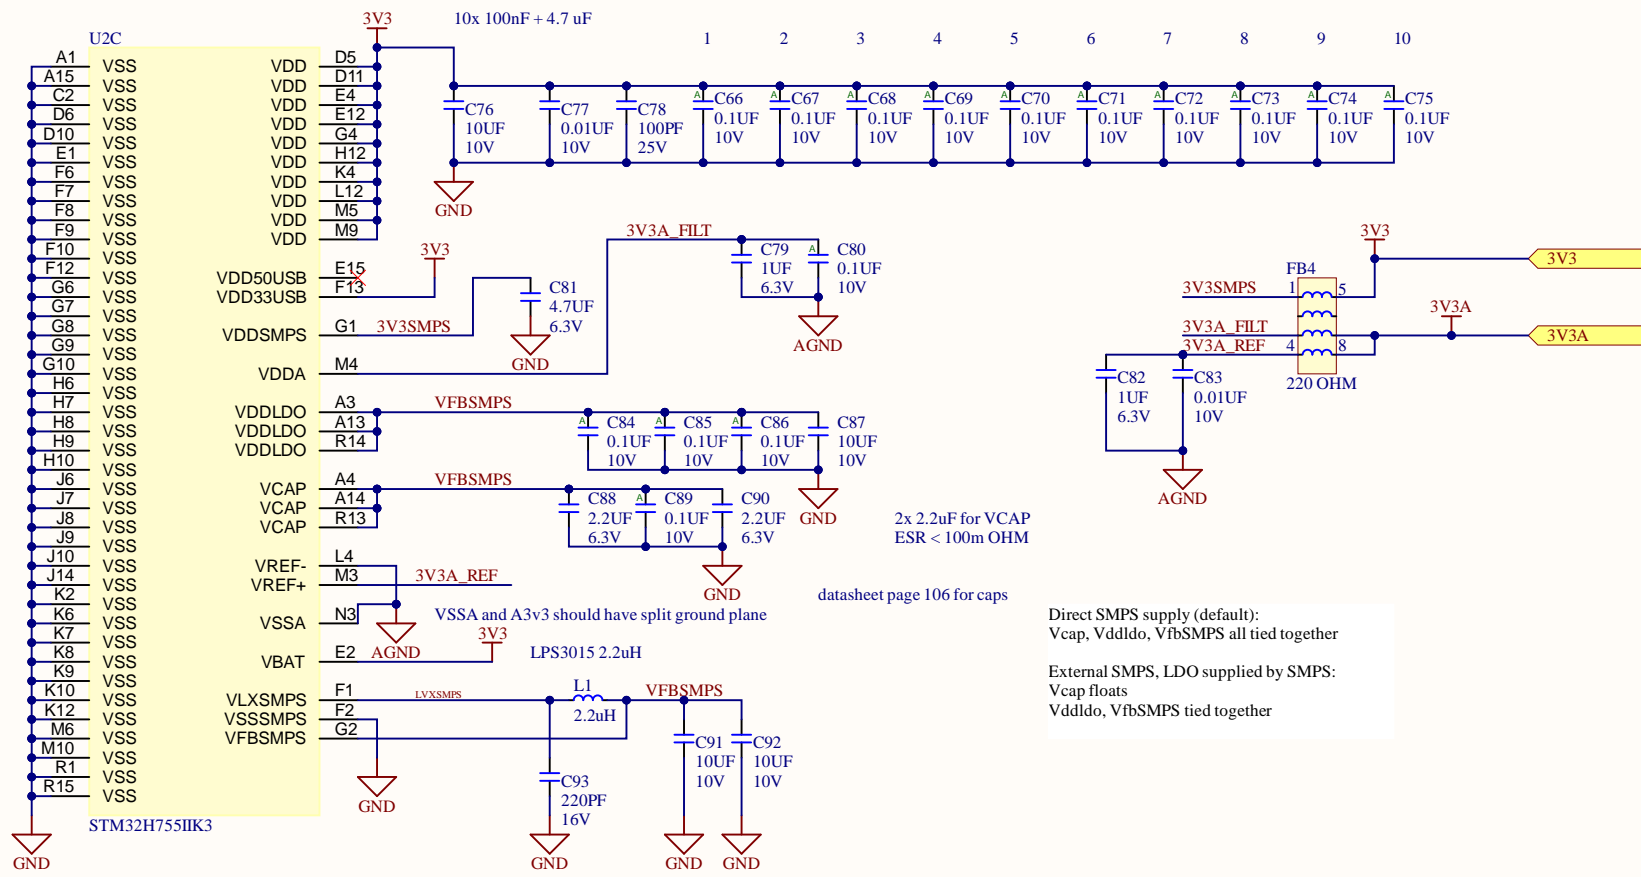 3V3
10x 100nF + 4.7 uF
1 2 3 4 5 6 7 8 9 10
U2C
A1 VSS
A15 VSS
C2 VSS
D6 VSS
D10 VSS
E1 VSS
F6 VSS
F7 VSS
F8 VSS
F9 VSS
F10 VSS
F12 VSS
G6 VSS
G7 VSS
G8 VSS
G9 VSS
G10 VSS
H6 VSS
H7 VSS
H8 VSS
H9 VSS
H10 VSS
J6 VSS
J7 VSS
J8 VSS
J9 VSS
J10 VSS
J14 VSS
K2 VSS
K6 VSS
K7 VSS
K8 VSS
K9 VSS
K10 VSS
K12 VSS
M6 VSS
M10 VSS
R1 VSS
R15 VSS
GND
STM32H755IIK3
VDD D5
VDD D11
VDD E4
VDD E12
VDD G4
VDD H12
VDD K4
VDD L12
VDD M5
VDD M9
VDD50USB E15
VDD33USB F13
3V3
VDDSMPS G1 3V3SMPS
VDDA M4
VDDLDO A3 VFBSMPS
VDDLDO A13
VDDLDO R14
VCAP A4 VFBSMPS
VCAP A14
VCAP R13
VREF- L4
VREF+ M3 3V3A_REF
VSSA N3
AGND
VBAT E2
3V3
VLXSMPS F1 LVXSMPS
VSSSMPS F2
VFBSMPS G2
GND
C76
10UF
10V
GND
C77
0.01UF
10V
C78
100PF
25V
A C66
0.1UF
10V
A C67
0.1UF
10V
A C68
0.1UF
10V
A C69
0.1UF
10V
A C70
0.1UF
10V
A C71
0.1UF
10V
A C72
0.1UF
10V
A C73
0.1UF
10V
A C74
0.1UF
10V
A C75
0.1UF
10V
3V3A_FILT
C79
1UF
6.3V
A C80
0.1UF
10V
AGND
C81
4.7UF
6.3V
GND
A C84
0.1UF
10V
A C85
0.1UF
10V
A C86
0.1UF
10V
C87
10UF
10V
GND
C88
2.2UF
6.3V
A C89
0.1UF
10V
C90
2.2UF
6.3V
GND
2x 2.2uF for VCAP
ESR < 100m OHM
datasheet page 106 for caps
VSSA and A3v3 should have split ground plane
LPS3015 2.2uH
L1
2.2uH
VFBSMPS
C93
220PF
16V
GND
C91
10UF
10V
GND
C92
10UF
10V
GND
3V3
3V3
FB4
3V3SMPS 1 5
3V3A
3V3A_FILT
3V3A
3V3A_REF 4 8
220 OHM
C82
1UF
6.3V
C83
0.01UF
10V
AGND
Direct SMPS supply (default):
Vcap, Vddldo, VfbSMPS all tied together
External SMPS, LDO supplied by SMPS:
Vcap floats
Vddldo, VfbSMPS tied together